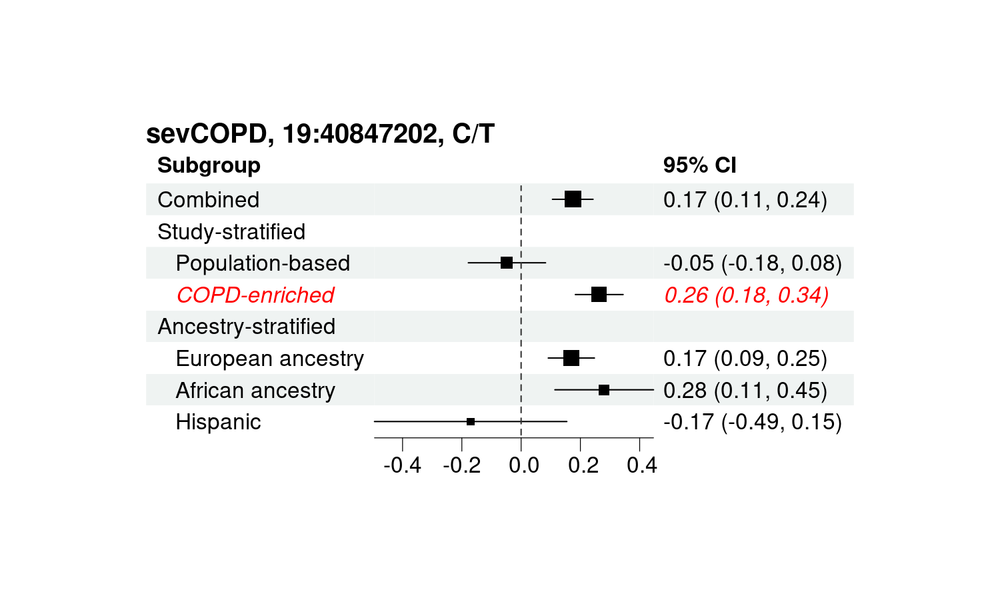 sevCOPD, 19:40847202, C/T
Subgroup 95% CI
Combined 0.17 (0.11, 0.24)
Study-stratified
Population-based -0.05 (-0.18, 0.08)
COPD-enriched 0.26 (0.18, 0.34)
Ancestry-stratified
European ancestry 0.17 (0.09, 0.25)
African ancestry 0.28 (0.11, 0.45)
Hispanic -0.17 (-0.49, 0.15)
-0.4 -0.2 0.0 0.2 0.4